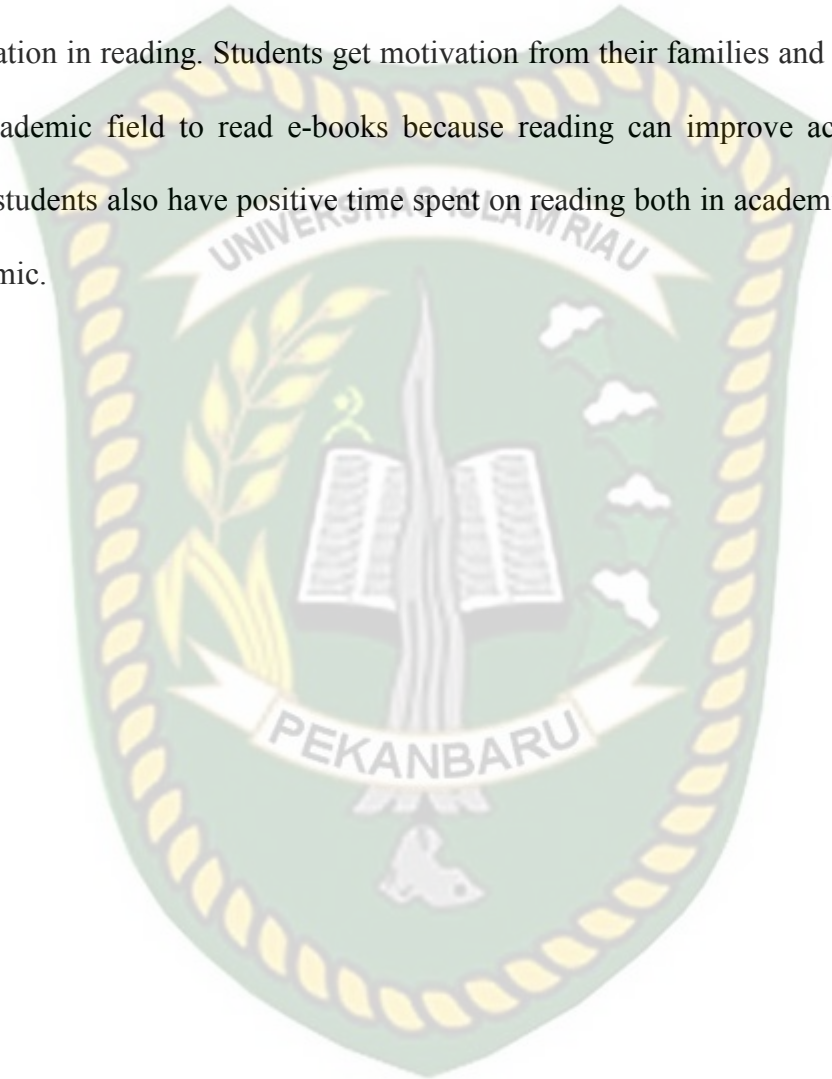 ation in reading. Students get motivation from their families and
ademic field to read e-books because reading can improve ac
students also have positive time spent on reading both in academ
mic.
UNIVERSITAS ISLAM RIAU
PEKANBARU